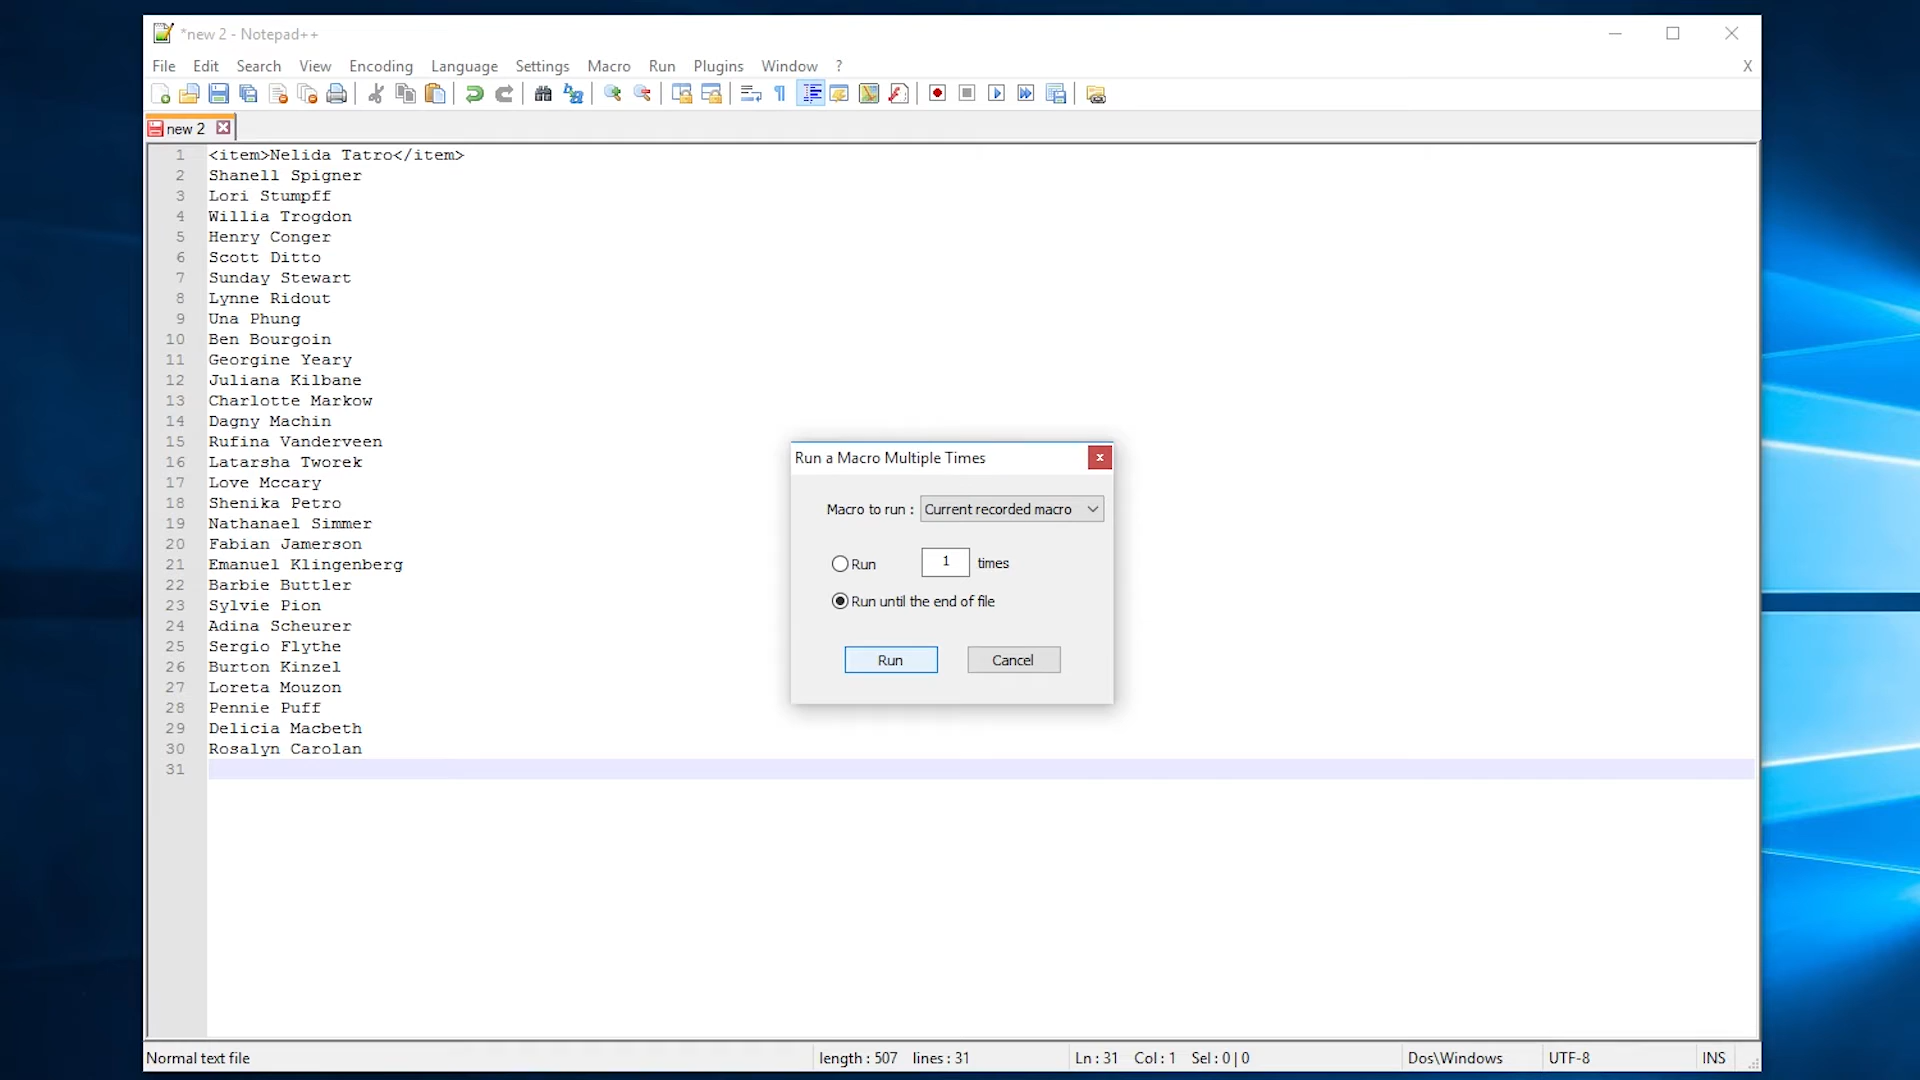 *new 2 - Notepad++
File Edit Search View Encoding Language Settings Macro Run Plugins Window ? X
new 2
1 <item>Nelida Tatro</item>
2 Shanell Spigner
3 Lori Stumpff
4 Willia Trogdon
5 Henry Conger
6 Scott Ditto
7 Sunday Stewart
8 Lynne Ridout
9 Una Phung
10 Ben Bourgoin
11 Georgine Yeary
12 Juliana Kilbane
13 Charlotte Markow
14 Dagny Machin
15 Rufina Vanderveen
16 Latarsha Tworek
17 Love Mccary
18 Shenika Petro
19 Nathanael Simmer
20 Fabian Jamerson
21 Emanuel Klingenberg
22 Barbie Buttler
23 Sylvie Pion
24 Adina Scheurer
25 Sergio Flythe
26 Burton Kinzel
27 Loreta Mouzon
28 Pennie Puff
29 Delicia Macbeth
30 Rosalyn Carolan
31
Run a Macro Multiple Times
Macro to run : Current recorded macro
Run 1 times
Run until the end of file
Run Cancel
Normal text file length : 507 lines : 31 Ln : 31 Col : 1 Sel : 0 | 0 Dos\Windows UTF-8 INS